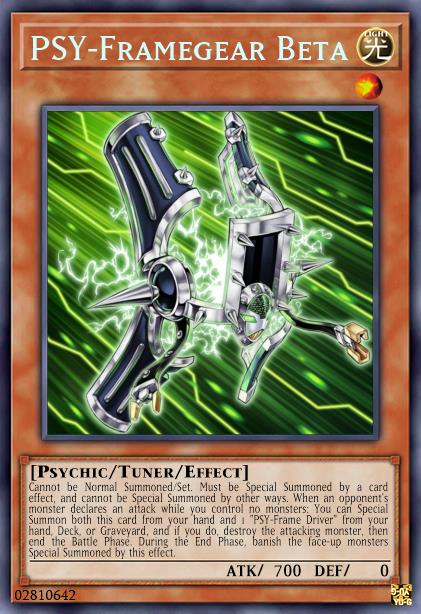 PSY-Framegear Beta
LIGHT
光
[Psychic/Tuner/Effect]
Cannot be Normal Summoned/Set. Must be Special Summoned by a card
effect, and cannot be Special Summoned by other ways. When an opponent's
monster declares an attack while you control no monsters: You can Special
Summon both this card from your hand and 1 "PSY-Frame Driver" from your
hand, Deck, or Graveyard, and if you do, destroy the attacking monster, then
end the Battle Phase. During the End Phase, banish the face-up monsters
Special Summoned by this effect.
ATK/ 700 DEF/ 0
02810642